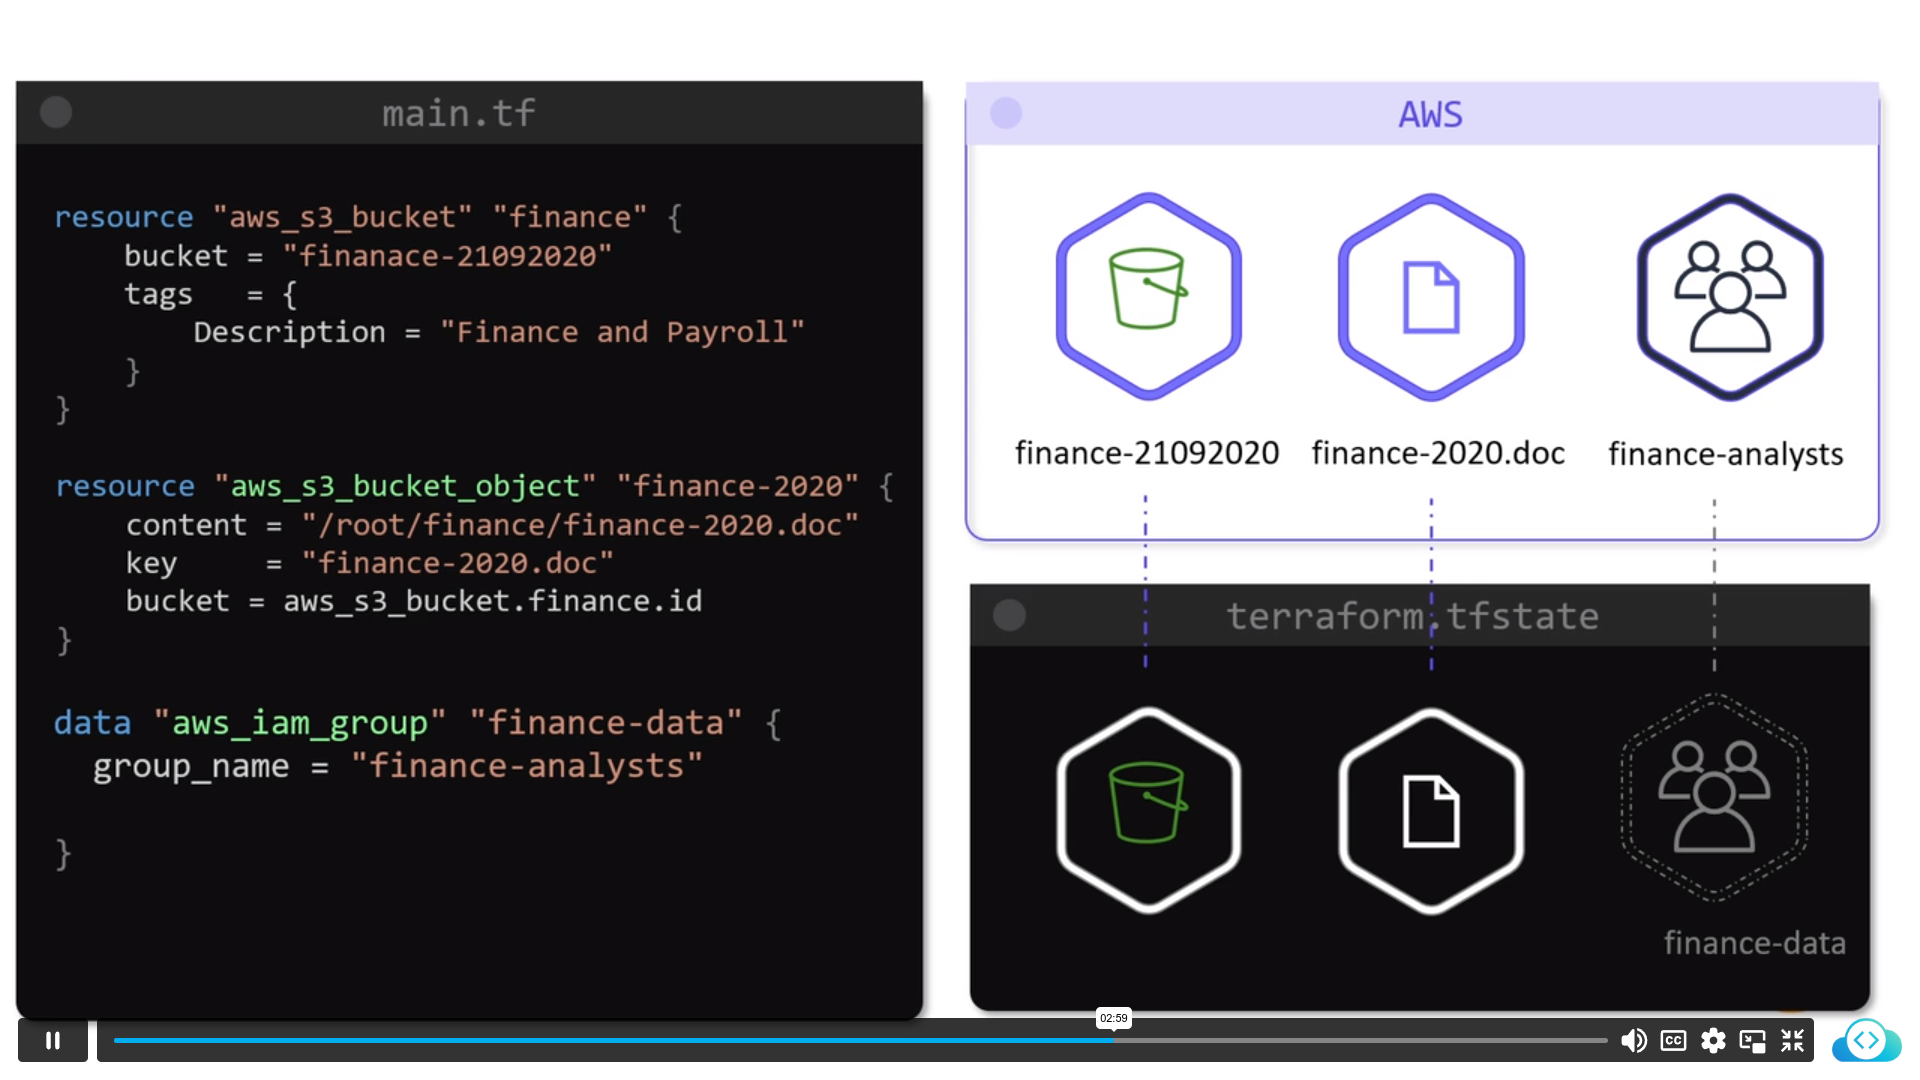 main.tf
resource "aws_s3_bucket" "finance" {
    bucket = "finanace-21092020"
    tags   = {
        Description = "Finance and Payroll"
    }
}
resource "aws_s3_bucket_object" "finance-2020" {
    content = "/root/finance/finance-2020.doc"
    key     = "finance-2020.doc"
    bucket = aws_s3_bucket.finance.id
}
data "aws_iam_group" "finance-data" {
  group_name = "finance-analysts"
}
AWS
finance-21092020 finance-2020.doc finance-analysts
terraform.tfstate
finance-data
02:59
CC